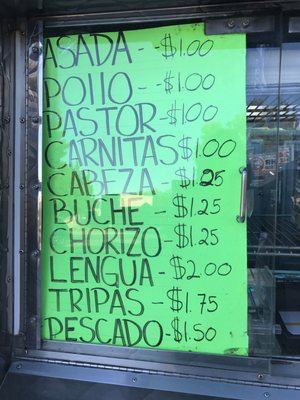 ASADA - - $1.00
POllO - - $1.00
PASTOR - $1.00
CARNITAS $1.00
CABEZA - $1.25
BUCHE - $1.25
CHORIZO - $1.25
LENGUA - $2.00
TRIPAS - $1.75
PESCADO - $1.50